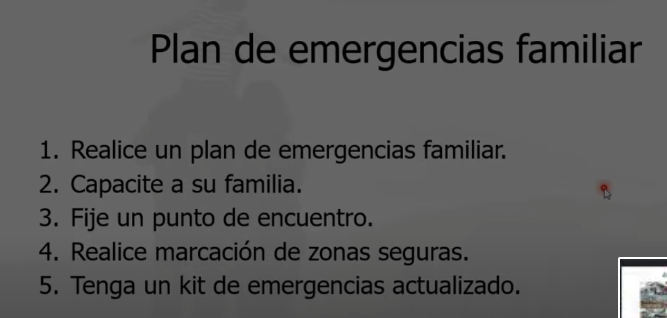 Plan de emergencias familiar
1. Realice un plan de emergencias familiar.
2. Capacite a su familia.
3. Fije un punto de encuentro.
4. Realice marcación de zonas seguras.
5. Tenga un kit de emergencias actualizado.